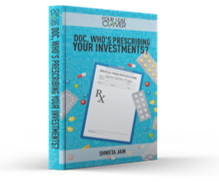 DOC, WHO'S PRESCRIBING
YOUR INVESTMENTS?
Rx
SHWETA JAIN
DOC, WHO'S PRESCRIBING YOUR INVESTMENTS?